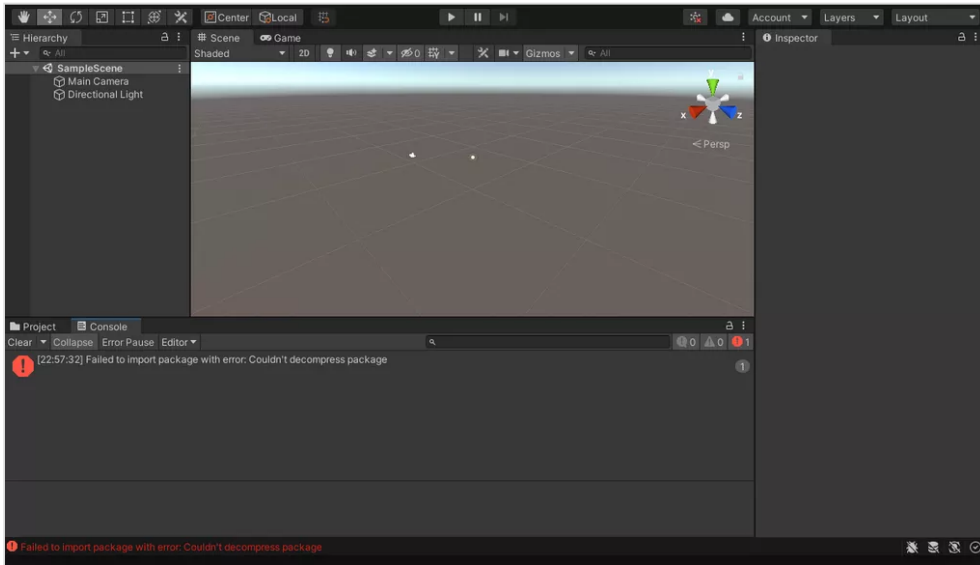 Center Local Account Layers Layout
Hierarchy Scene Game Inspector
All Shaded 2D 0 Gizmos All
SampleScene
Main Camera
Directional Light
y
x z
Persp
Project Console
Clear Collapse Error Pause Editor 0 0 1
[22:57:32] Failed to import package with error: Couldn't decompress package
1
Failed to import package with error: Couldn't decompress package